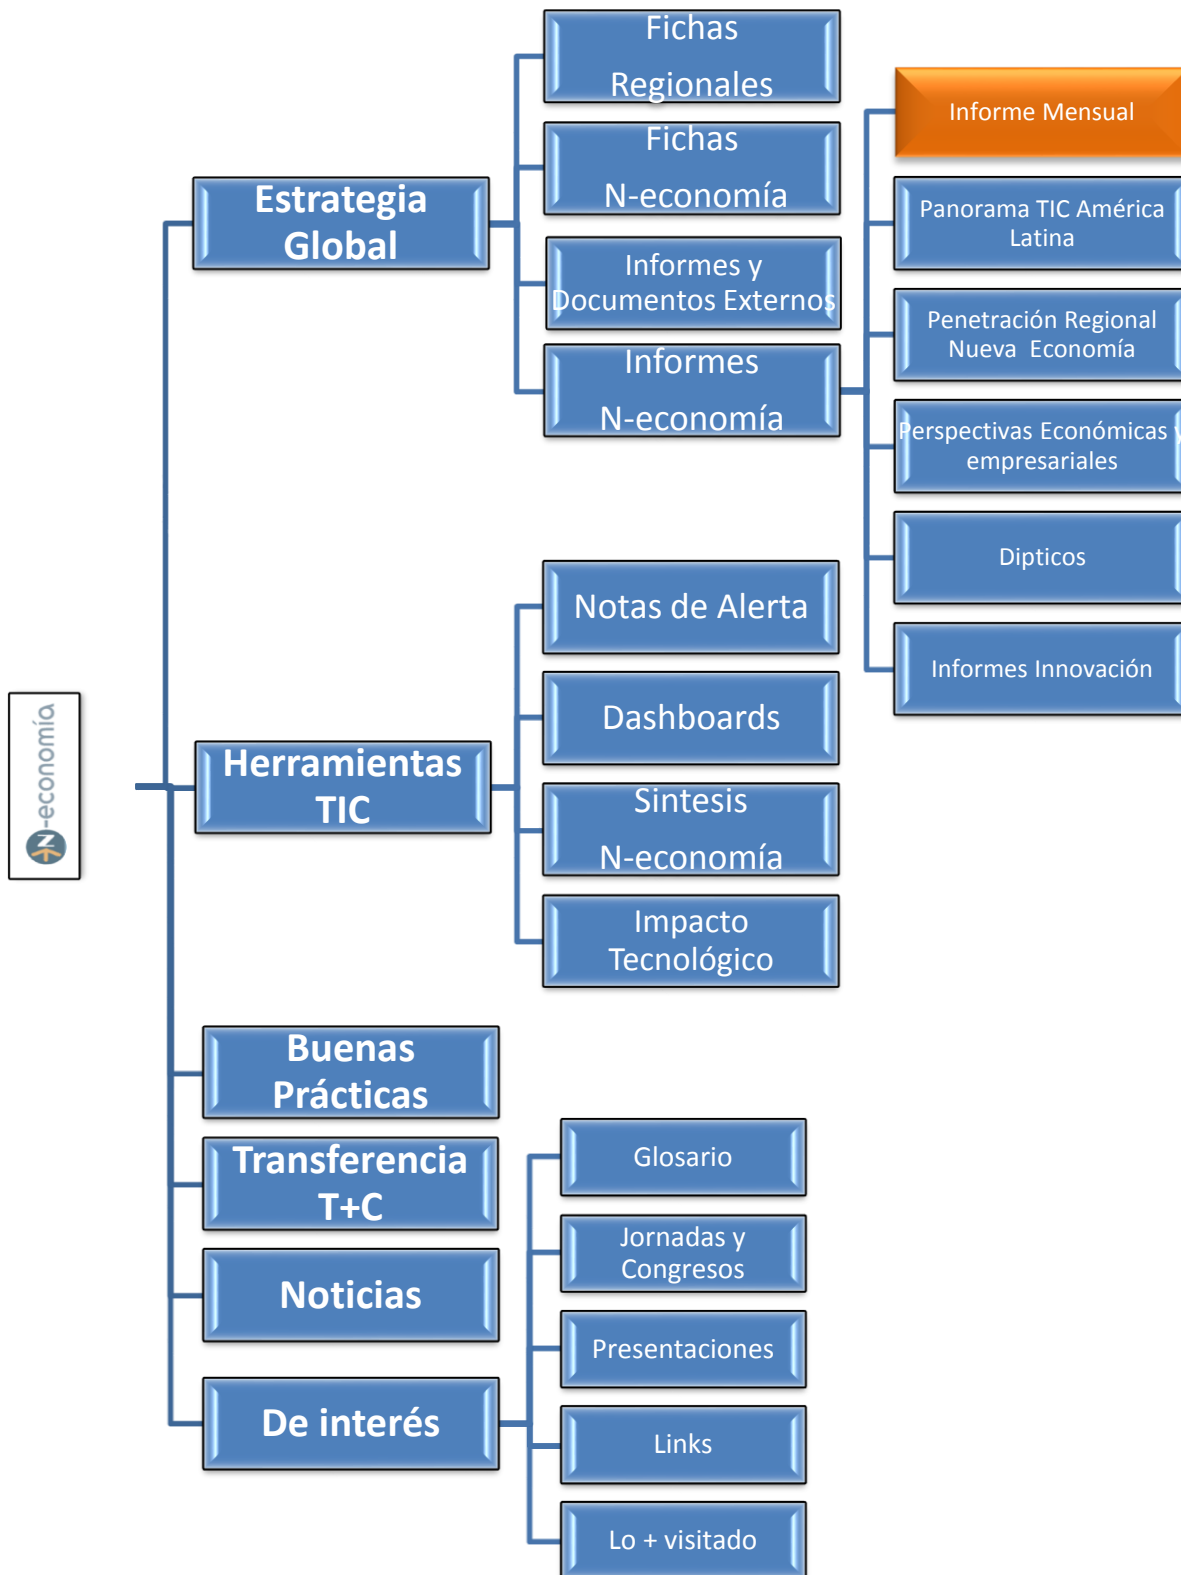 Fichas
Regionales
Fichas
N-economía
Informes y
Documentos Externos
Informes
N-economía
Estrategia
Global
Informe Mensual
Panorama TIC América
Latina
Penetración Regional
Nueva Economía
Perspectivas Económicas y
empresariales
Dipticos
Informes Innovación
N-economía
Herramientas
TIC
Notas de Alerta
Dashboards
Sintesis
N-economía
Impacto
Tecnológico
Buenas
Prácticas
Transferencia
T+C
Noticias
De interés
Glosario
Jornadas y
Congresos
Presentaciones
Links
Lo + visitado